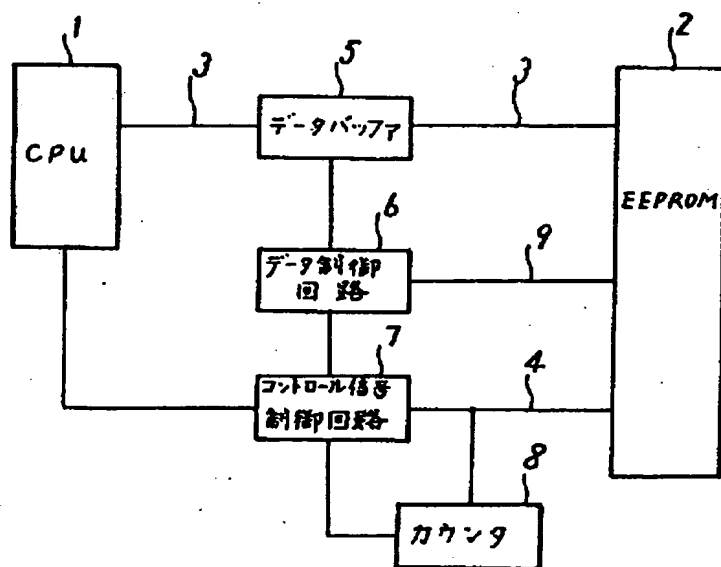 1
2
3
5
3
データバッファ
CPU
EEPROM
6
データ制御
回路
9
7
コントロール信号
制御回路
4
8
カウンタ